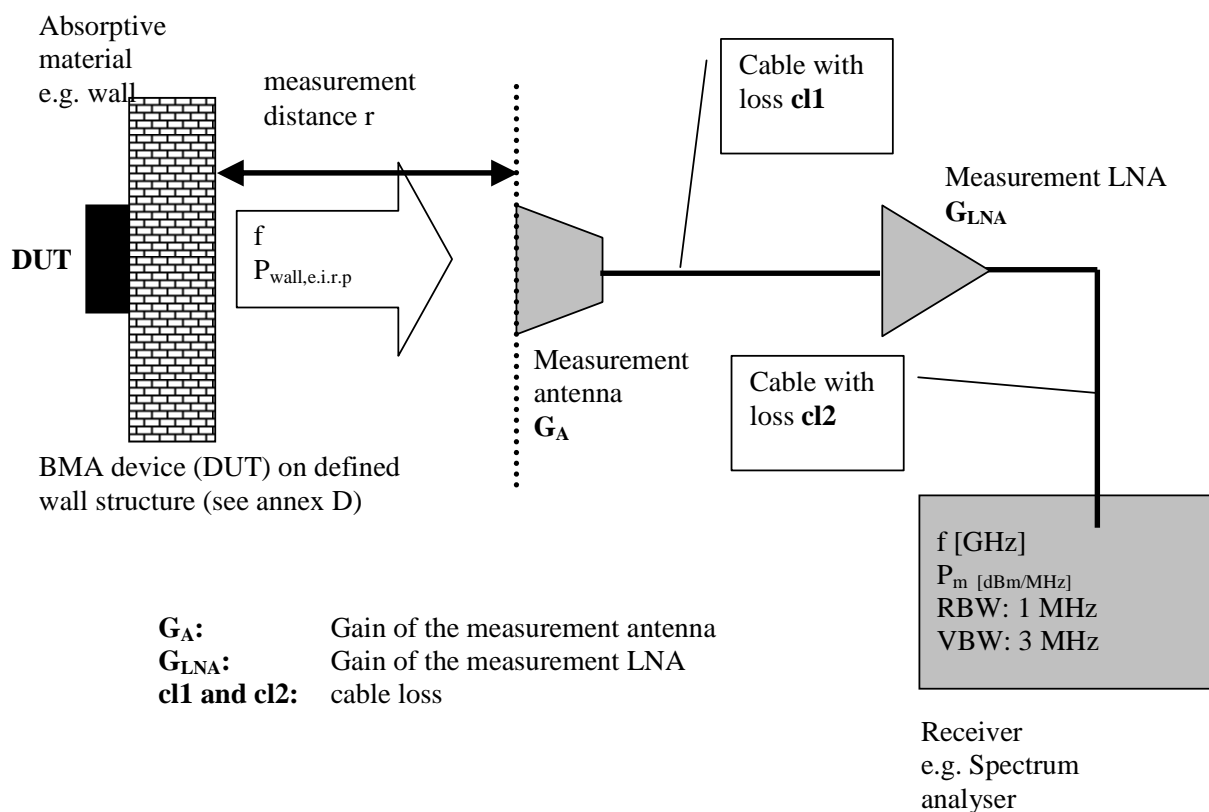 Absorptive
material
e.g. wall
measurement
distance r
Cable with
loss cl1
Measurement LNA
GLNA
DUT
f
Pwall,e.i.r.p
Measurement
antenna
GA
Cable with
loss cl2
BMA device (DUT) on defined
wall structure (see annex D)
f [GHz]
Pm [dBm/MHz]
RBW: 1 MHz
VBW: 3 MHz
GA: Gain of the measurement antenna
GLNA: Gain of the measurement LNA
cl1 and cl2: cable loss
Receiver
e.g. Spectrum
analyser